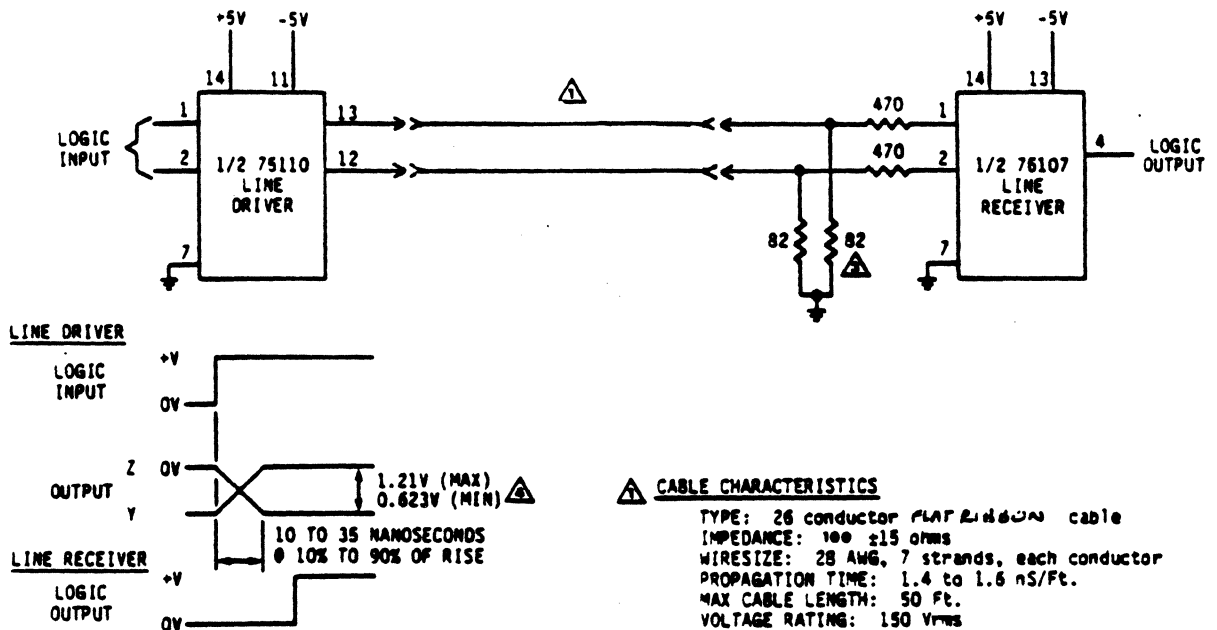 +5V -5V
14 11
1 13
2 12
7
LOGIC
INPUT
1/2 75110
LINE
DRIVER
1
470
470
82 82
+5V -5V
14 13
1
2
4
7
1/2 76107
LINE
RECEIVER
LOGIC
OUTPUT
LINE DRIVER
LOGIC
INPUT
+V
0V
OUTPUT
Z 0V
Y
1.21V (MAX)
0.623V (MIN)
10 TO 35 NANOSECONDS
@ 10% TO 90% OF RISE
LINE RECEIVER
LOGIC
OUTPUT
+V
0V
1 CABLE CHARACTERISTICS
TYPE: 26 conductor FLAT RIBBON cable
IMPEDANCE: 100 ±15 ohms
WIRESIZE: 28 AWG, 7 strands, each conductor
PROPAGATION TIME: 1.4 to 1.6 nS/Ft.
MAX CABLE LENGTH: 50 Ft.
VOLTAGE RATING: 150 Vrms